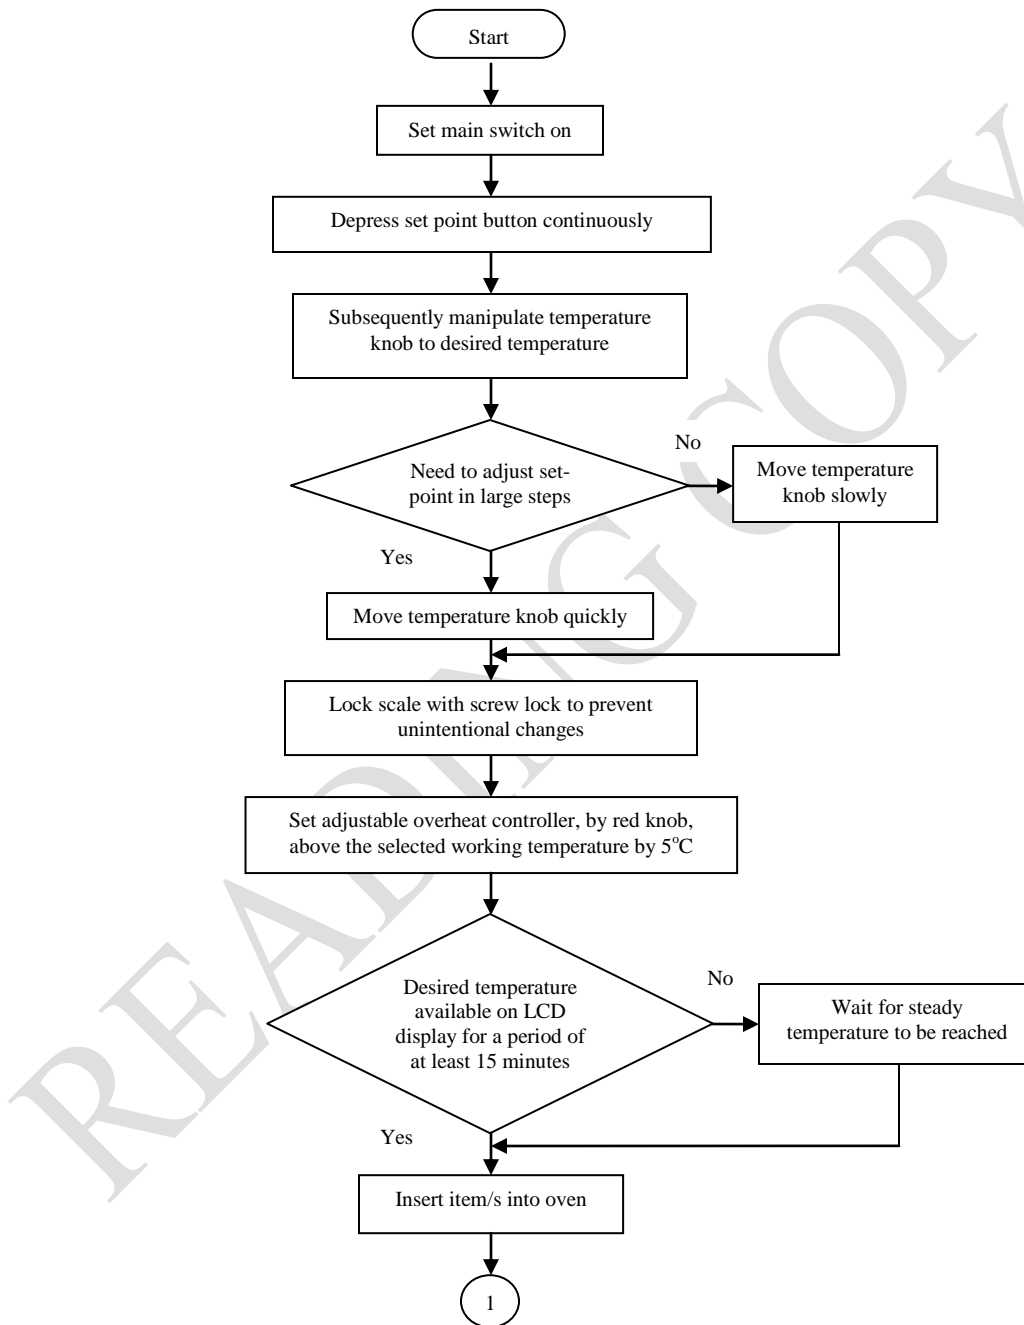 Start
Set main switch on
Depress set point button continuously
Subsequently manipulate temperature
knob to desired temperature
Need to adjust set-
point in large steps
No
Move temperature
knob slowly
Yes
Move temperature knob quickly
Lock scale with screw lock to prevent
unintentional changes
Set adjustable overheat controller, by red knob,
above the selected working temperature by 5°C
Desired temperature
available on LCD
display for a period of
at least 15 minutes
No
Wait for steady
temperature to be reached
Yes
Insert item/s into oven
1
READING COPY